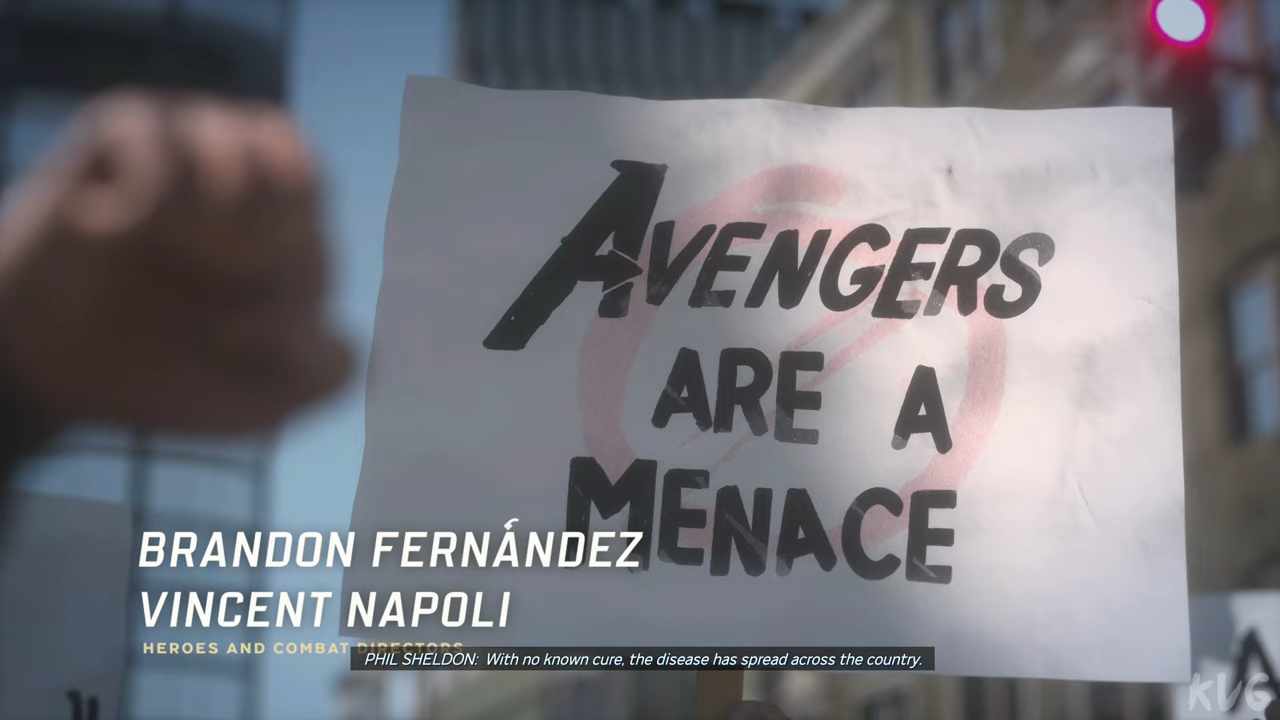 AVENGERS
ARE A
MENACE
BRANDON FERNÁNDEZ
VINCENT NAPOLI
HEROES AND COMBAT DIRECTORS
PHIL SHELDON: With no known cure, the disease has spread across the country.
KVG